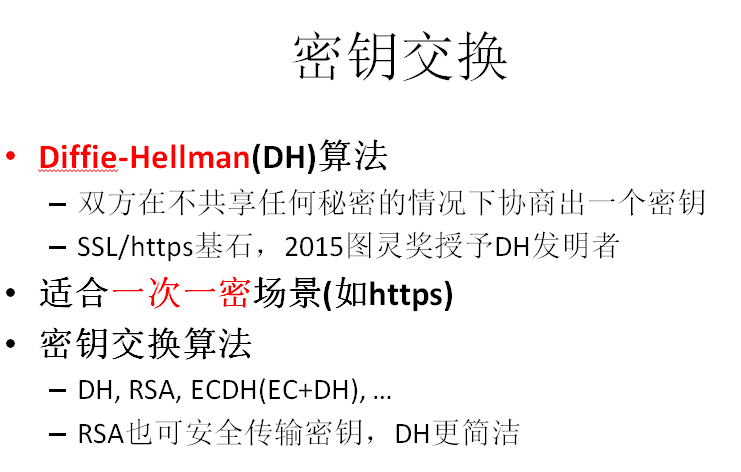 密钥交换
• Diffie-Hellman(DH)算法
– 双方在不共享任何秘密的情况下协商出一个密钥
– SSL/https基石，2015图灵奖授予DH发明者
• 适合一次一密场景(如https)
• 密钥交换算法
– DH, RSA, ECDH(EC+DH), …
– RSA也可安全传输密钥，DH更简洁